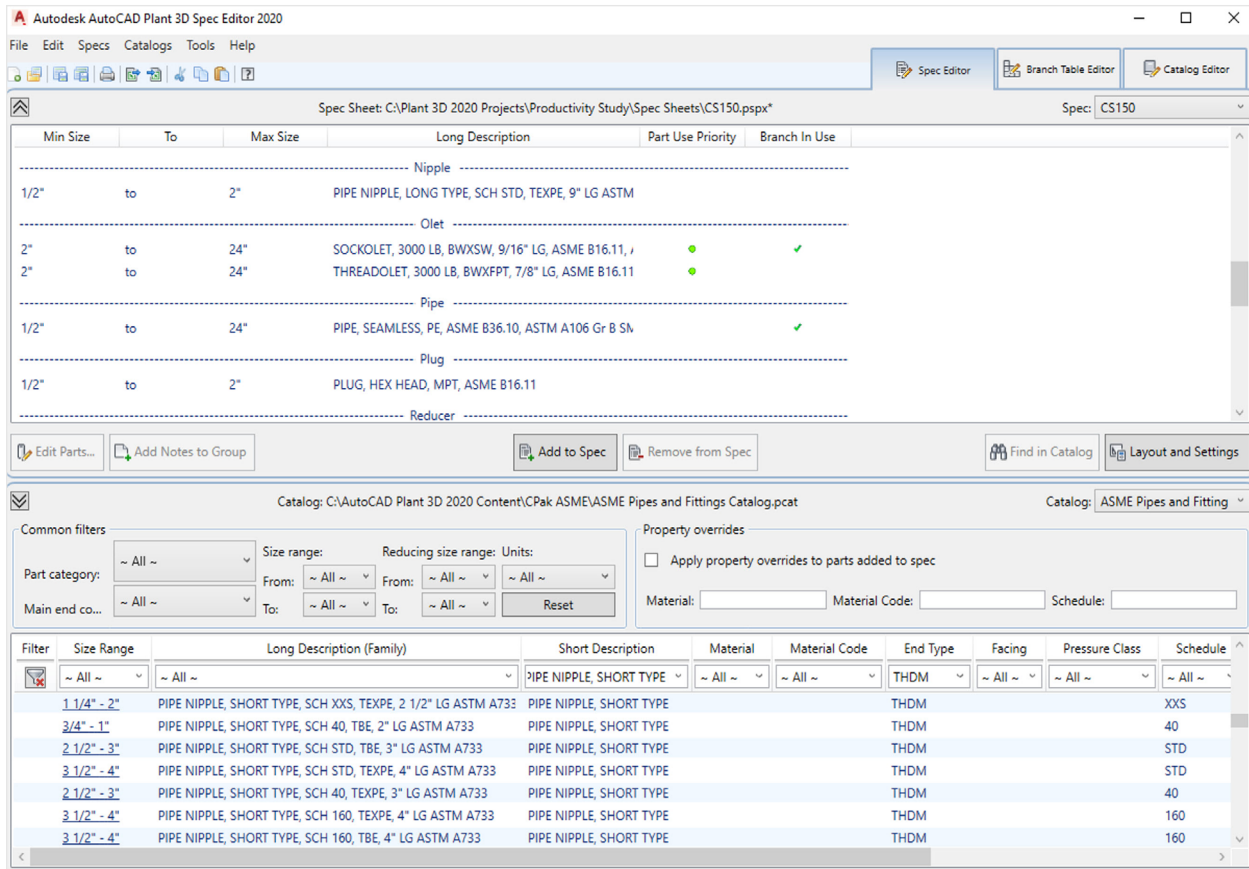 Autodesk AutoCAD Plant 3D Spec Editor 2020
File Edit Specs Catalogs Tools Help
Spec Editor Branch Table Editor Catalog Editor
Spec Sheet: C:\Plant 3D 2020 Projects\Productivity Study\Spec Sheets\CS150.pspx* Spec: CS150
Min Size To Max Size Long Description Part Use Priority Branch In Use
Nipple
1/2" to 2" PIPE NIPPLE, LONG TYPE, SCH STD, TEXPE, 9" LG ASTM
Olet
2" to 24" SOCKOLET, 3000 LB, BWXSW, 9/16" LG, ASME B16.11,
2" to 24" THREADOLET, 3000 LB, BWXFPT, 7/8" LG, ASME B16.11
Pipe
1/2" to 24" PIPE, SEAMLESS, PE, ASME B36.10, ASTM A106 Gr B
Plug
1/2" to 2" PLUG, HEX HEAD, MPT, ASME B16.11
Reducer
Edit Parts... Add Notes to Group Add to Spec Remove from Spec Find in Catalog Layout and Settings
Catalog: C:\AutoCAD Plant 3D 2020 Content\CPak ASME\ASME Pipes and Fittings Catalog.pcat Catalog: ASME Pipes and Fitting
Common filters Property overrides
Part category: ~ All ~ Size range: Reducing size range: Units:
From: ~ All ~ From: ~ All ~ ~ All ~ Apply property overrides to parts added to spec
Main end co... ~ All ~ To: ~ All ~ To: ~ All ~ Reset Material: Material Code: Schedule:
Filter Size Range Long Description (Family) Short Description Material Material Code End Type Facing Pressure Class Schedule
~ All ~ ~ All ~ PIPE NIPPLE, SHORT TYPE ~ All ~ ~ All ~ THDM ~ All ~ ~ All ~ ~ All ~
1 1/4" - 2" PIPE NIPPLE, SHORT TYPE, SCH XXS, TEXPE, 2 1/2" LG ASTM A733 PIPE NIPPLE, SHORT TYPE THDM XXS
3/4" - 1" PIPE NIPPLE, SHORT TYPE, SCH 40, TBE, 2" LG ASTM A733 PIPE NIPPLE, SHORT TYPE THDM 40
2 1/2" - 3" PIPE NIPPLE, SHORT TYPE, SCH STD, TBE, 3" LG ASTM A733 PIPE NIPPLE, SHORT TYPE THDM STD
3 1/2" - 4" PIPE NIPPLE, SHORT TYPE, SCH STD, TEXPE, 4" LG ASTM A733 PIPE NIPPLE, SHORT TYPE THDM STD
2 1/2" - 3" PIPE NIPPLE, SHORT TYPE, SCH 40, TEXPE, 3" LG ASTM A733 PIPE NIPPLE, SHORT TYPE THDM 40
3 1/2" - 4" PIPE NIPPLE, SHORT TYPE, SCH 160, TEXPE, 4" LG ASTM A733 PIPE NIPPLE, SHORT TYPE THDM 160
3 1/2" - 4" PIPE NIPPLE, SHORT TYPE, SCH 160, TBE, 4" LG ASTM A733 PIPE NIPPLE, SHORT TYPE THDM 160